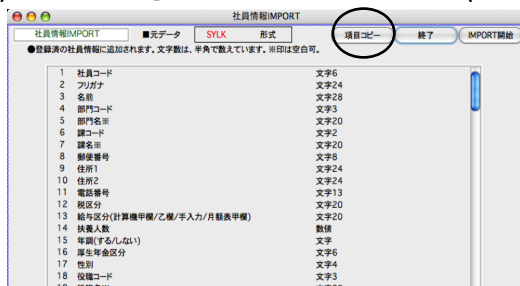 社員情報IMPORT
社員情報IMPORT ■元データ SYLK 形式 項目コピー 終了 IMPORT開始
●登録済の社員情報に追加されます。文字数は、半角で数えています。※印は空白可。
1 社員コード 文字6
2 フリガナ 文字24
3 名前 文字28
4 部門コード 文字3
5 部門名※ 文字20
6 課コード 文字2
7 課名※ 文字20
8 郵便番号 文字8
9 住所1 文字24
10 住所2 文字24
11 電話番号 文字13
12 税区分 文字20
13 給与区分(計算機甲欄/乙欄/手入力/月額表甲欄) 文字20
14 扶養人数 数値
15 年調(する/しない) 文字
16 厚生年金区分 文字6
17 性別 文字4
18 役職コード 文字3